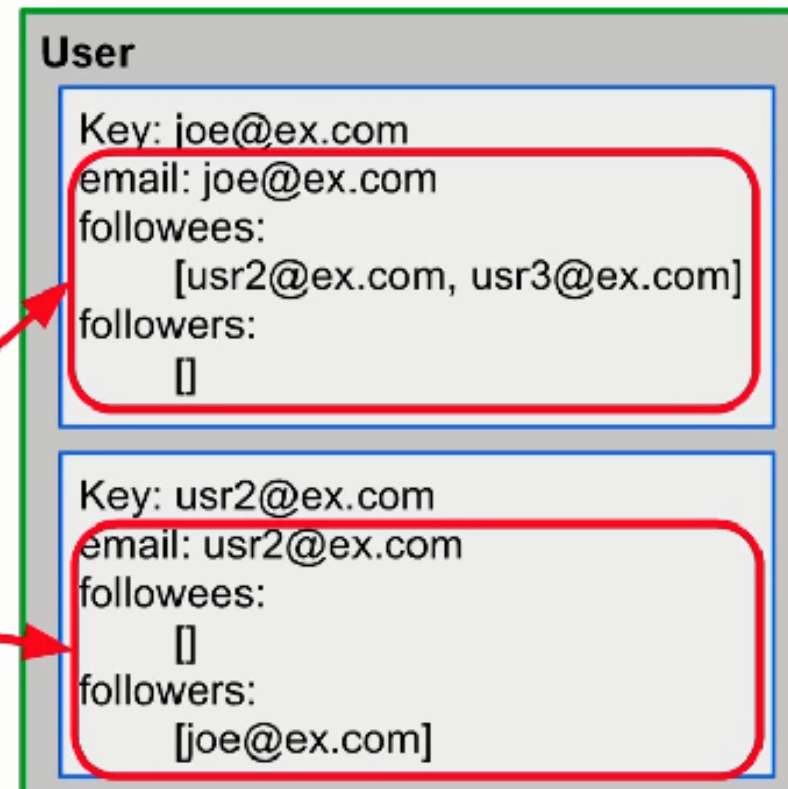 User
Key: joe@ex.com
email: joe@ex.com
followees:
[usr2@ex.com, usr3@ex.com]
followers:
[]
Key: usr2@ex.com
email: usr2@ex.com
followees:
[]
followers:
[joe@ex.com]